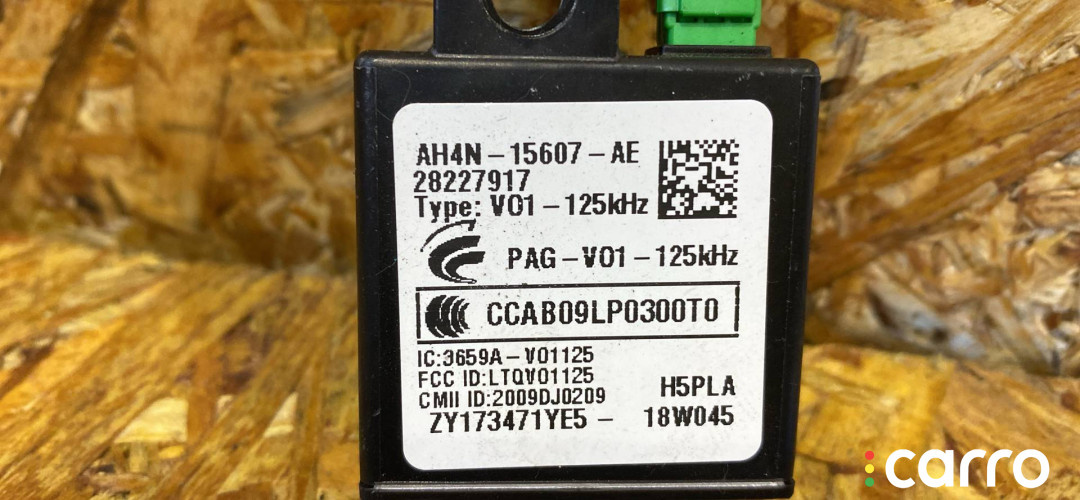 AH4N-15607-AE
28227917
Type: V01-125kHz
PAG-V01-125kHz
CCAB09LP0300T0
IC:3659A-V01125
FCC ID:LTQV01125
CMII ID:2009DJ0209
H5PLA
ZY173471YE5- 18W045
carro